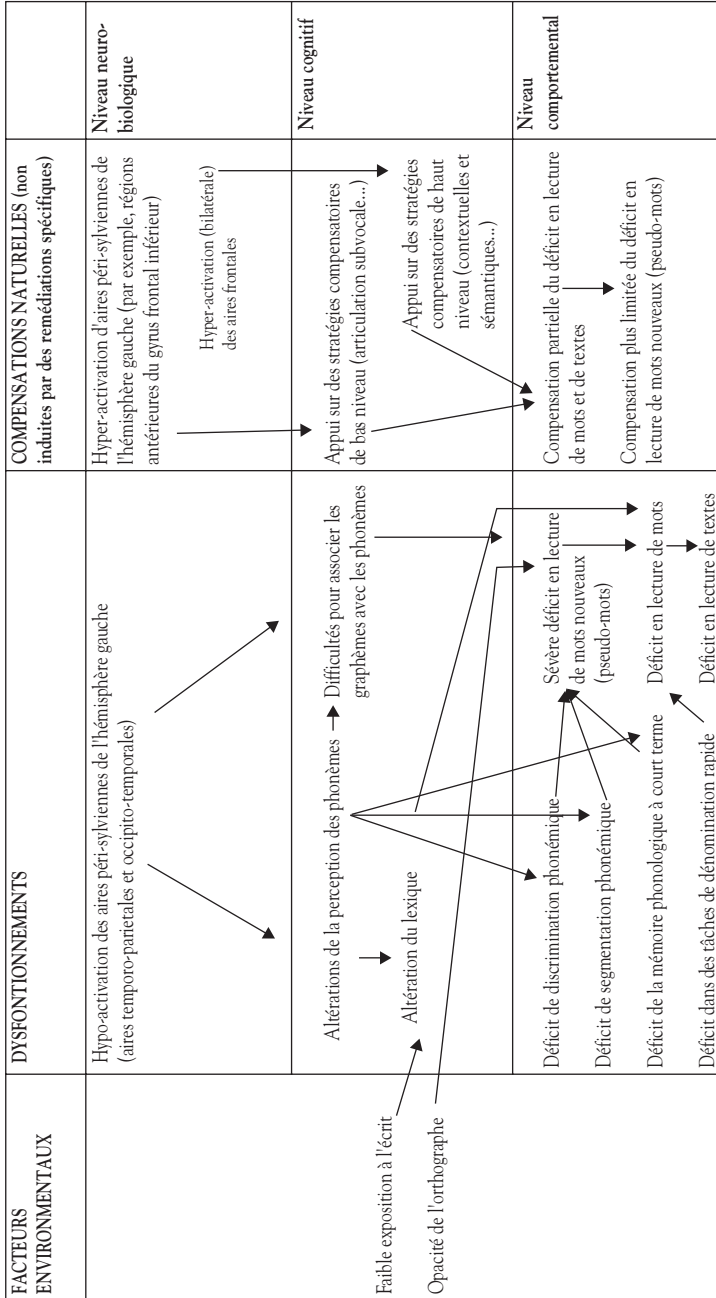 FACTEURS
ENVIRONMENTAUX
DYSFONTIONNEMENTS
COMPENSATIONS NATURELLES (non
induites par des remédiations spécifiques)
Hypo-activation des aires péri-sylviennes de l'hémisphère gauche
(aires temporo-parietales et occipito-temporales)
Hyper-activation d'aires péri-sylviennes de
l'hémisphère gauche (par exemple, régions
antérieures du gyrus frontal inférieur)
Hyper-activation (bilatérale)
des aires frontales
Niveau neuro-
biologique
Faible exposition à l'écrit
Opacité de l'orthographe
Altérations de la perception des phonèmes
Altération du lexique
Difficultés pour associer les
graphèmes avec les phonèmes
Appui sur des stratégies compensatoires
de bas niveau (articulation subvocale...)
Appui sur des stratégies
compensatoires de haut
niveau (contextuelles et
sémantiques...)
Niveau cognitif
Déficit de discrimination phonémique
Déficit de segmentation phonémique
Déficit de la mémoire phonologique à court terme
Déficit dans des tâches de dénomination rapide
Sévère déficit en lecture
de mots nouveaux
(pseudo-mots)
Déficit en lecture de mots
Déficit en lecture de textes
Compensation partielle du déficit en lecture
de mots et de textes
Compensation plus limitée du déficit en
lecture de mots nouveaux (pseudo-mots)
Niveau
comportemental